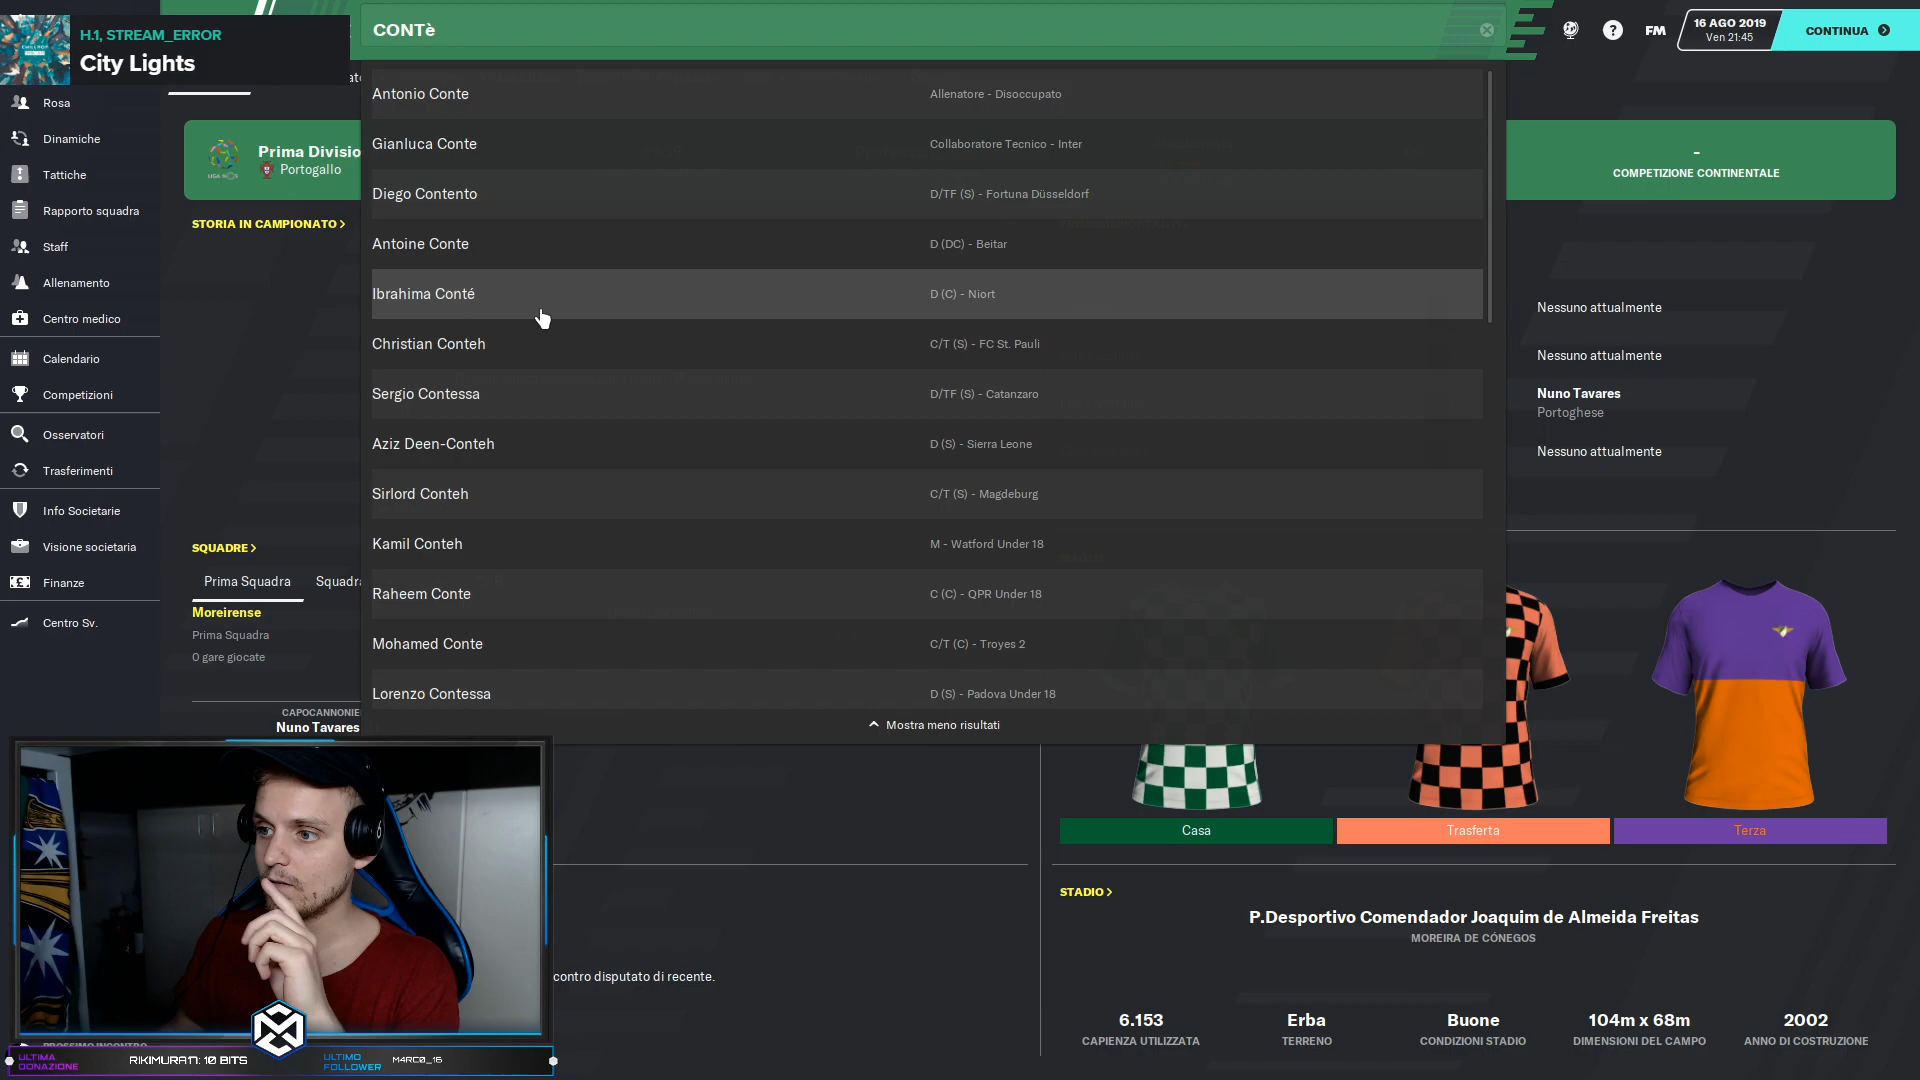 H.1, STREAM_ERROR
City Lights
CONTè
FM
16 AGO 2019
Ven 21:45
CONTINUA
Rosa
Dinamiche
Tattiche
Rapporto squadra
Staff
Allenamento
Centro medico
Calendario
Competizioni
Osservatori
Trasferimenti
Info Societarie
Visione societaria
Finanze
Centro Sv.
LIGA NOS
Prima Divisio
Portogallo
STORIA IN CAMPIONATO
Antonio Conte
Allenatore - Disoccupato
Gianluca Conte
Collaboratore Tecnico - Inter
Diego Contento
D/TF (S) - Fortuna Düsseldorf
Antoine Conte
D (DC) - Beitar
Ibrahima Conté
D (C) - Niort
Christian Conteh
C/T (S) - FC St. Pauli
Sergio Contessa
D/TF (S) - Catanzaro
Aziz Deen-Conteh
D (S) - Sierra Leone
Sirlord Conteh
C/T (S) - Magdeburg
Kamil Conteh
M - Watford Under 18
Raheem Conte
C (C) - QPR Under 18
Mohamed Conte
C/T (C) - Troyes 2
Lorenzo Contessa
D (S) - Padova Under 18
Mostra meno risultati
-
COMPETIZIONE CONTINENTALE
Nessuno attualmente
Nessuno attualmente
Nuno Tavares
Portoghese
Nessuno attualmente
SQUADRE
Prima Squadra
Squadra
Moreirense
Prima Squadra
0 gare giocate
CAPOCANNONIE
Nuno Tavares
Casa
Trasferta
Terza
STADIO
P.Desportivo Comendador Joaquim de Almeida Freitas
MOREIRA DE CÓNEGOS
6.153
CAPIENZA UTILIZZATA
Erba
TERRENO
Buone
CONDIZIONI STADIO
104m x 68m
DIMENSIONI DEL CAMPO
2002
ANNO DI COSTRUZIONE
contro disputato di recente.
ULTIMA DONAZIONE
RIKIMURA17: 10 BITS
ULTIMO FOLLOWER
M4RC0_16